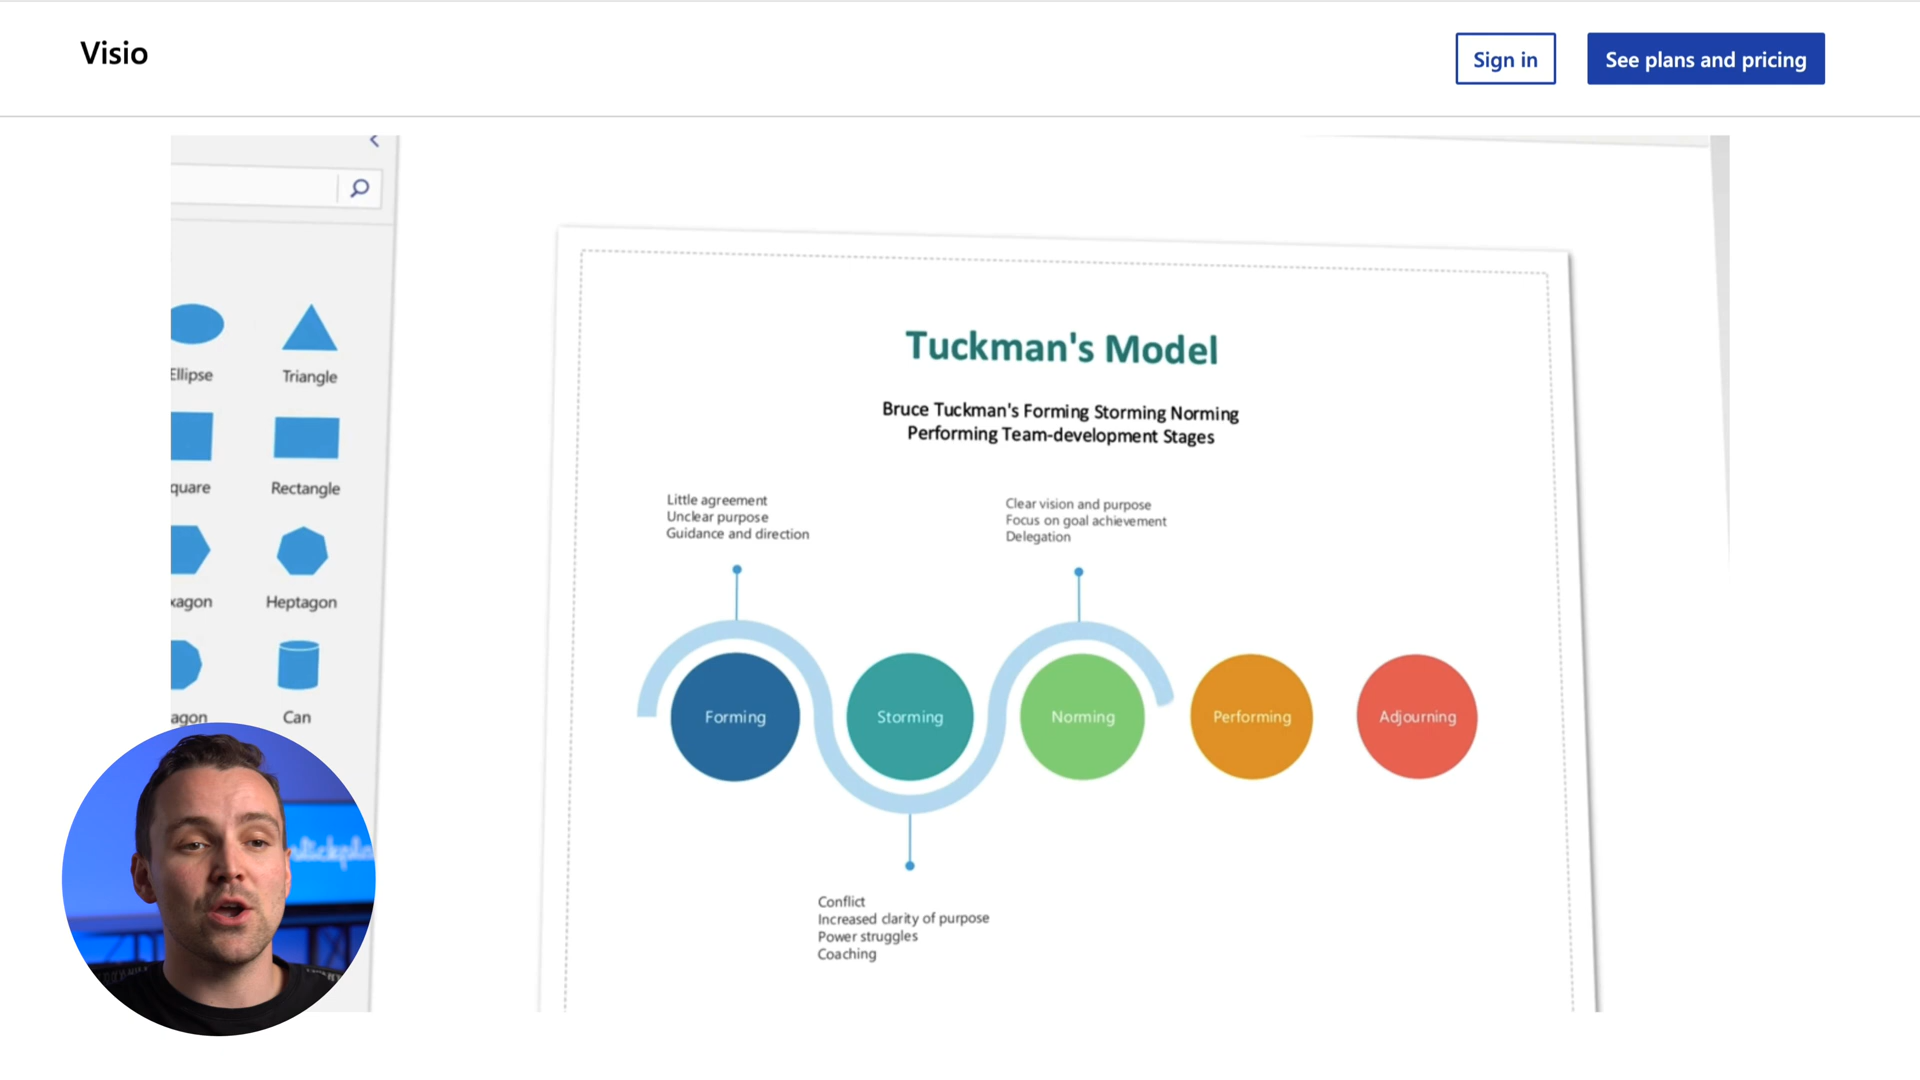 Visio
Sign in
See plans and pricing
Ellipse
Triangle
quare
Rectangle
xagon
Heptagon
agon
Can
Tuckman's Model
Bruce Tuckman's Forming Storming Norming
Performing Team-development Stages
Little agreement
Unclear purpose
Guidance and direction
Clear vision and purpose
Focus on goal achievement
Delegation
Forming
Storming
Norming
Performing
Adjourning
Conflict
Increased clarity of purpose
Power struggles
Coaching